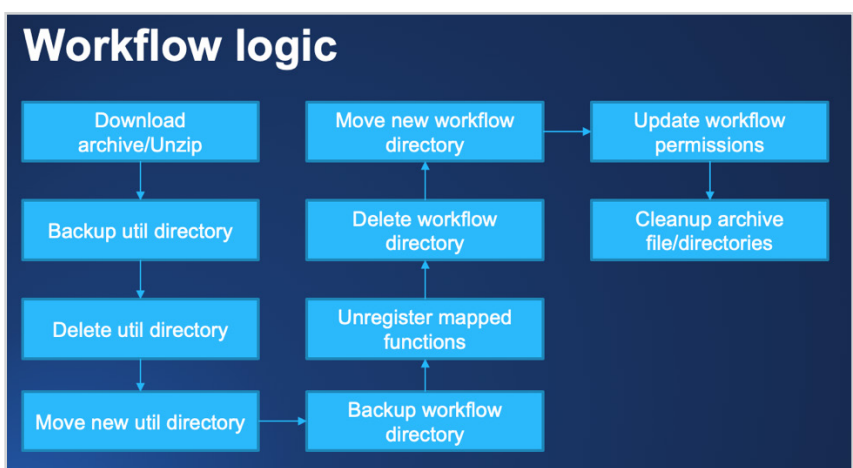 Workflow logic
Download
archive/Unzip
Backup util directory
Delete util directory
Move new util directory
Backup workflow
directory
Unregister mapped
functions
Delete workflow
directory
Move new workflow
directory
Update workflow
permissions
Cleanup archive
file/directories